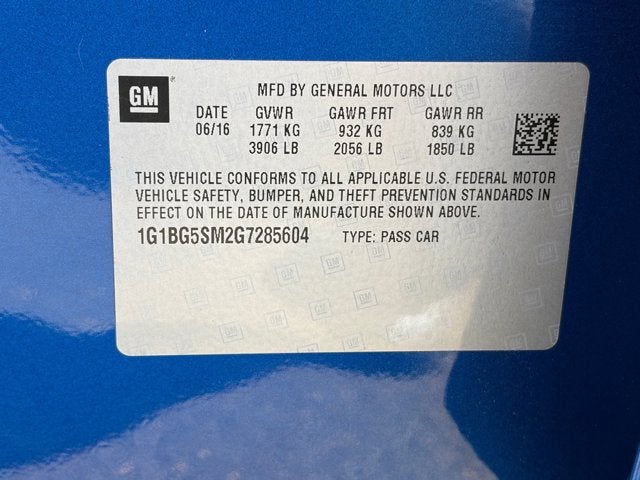 GM
MFD BY GENERAL MOTORS LLC
DATE GVWR GAWR FRT GAWR RR
06/16 1771 KG 932 KG 839 KG
3906 LB 2056 LB 1850 LB
THIS VEHICLE CONFORMS TO ALL APPLICABLE U.S. FEDERAL MOTOR
VEHICLE SAFETY, BUMPER, AND THEFT PREVENTION STANDARDS IN
EFFECT ON THE DATE OF MANUFACTURE SHOWN ABOVE.
1G1BG5SM2G7285604 TYPE: PASS CAR